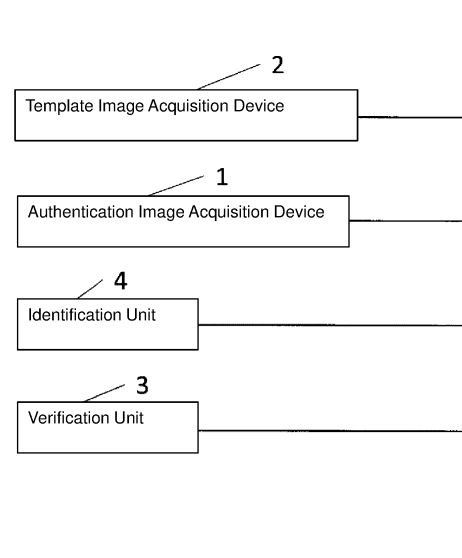 2
Template Image Acquisition Device
1
Authentication Image Acquisition Device
4
Identification Unit
3
Verification Unit